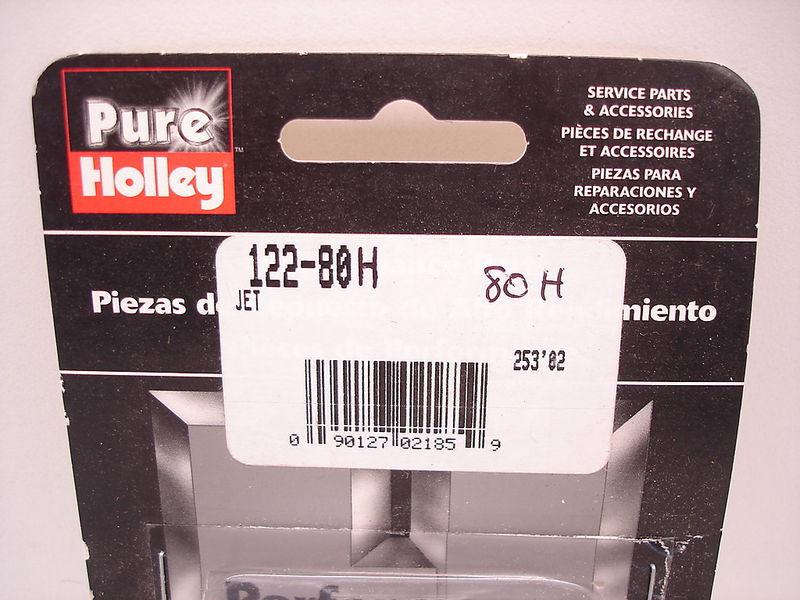 Pure
Holley
SERVICE PARTS
& ACCESSORIES
PIÈCES DE RECHANGE
ET ACCESSOIRES
PIEZAS PARA
REPARACIONES Y
ACCESORIOS
122-80H
JET
80 H
Piezas d
ndimiento
253'02
0 90127 02185 9